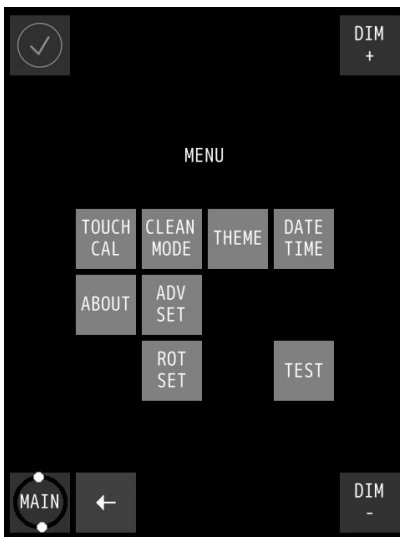 DIM
+
MENU
TOUCH
CAL
CLEAN
MODE
THEME
DATE
TIME
ABOUT
ADV
SET
ROT
SET
TEST
MAIN
←
DIM
-